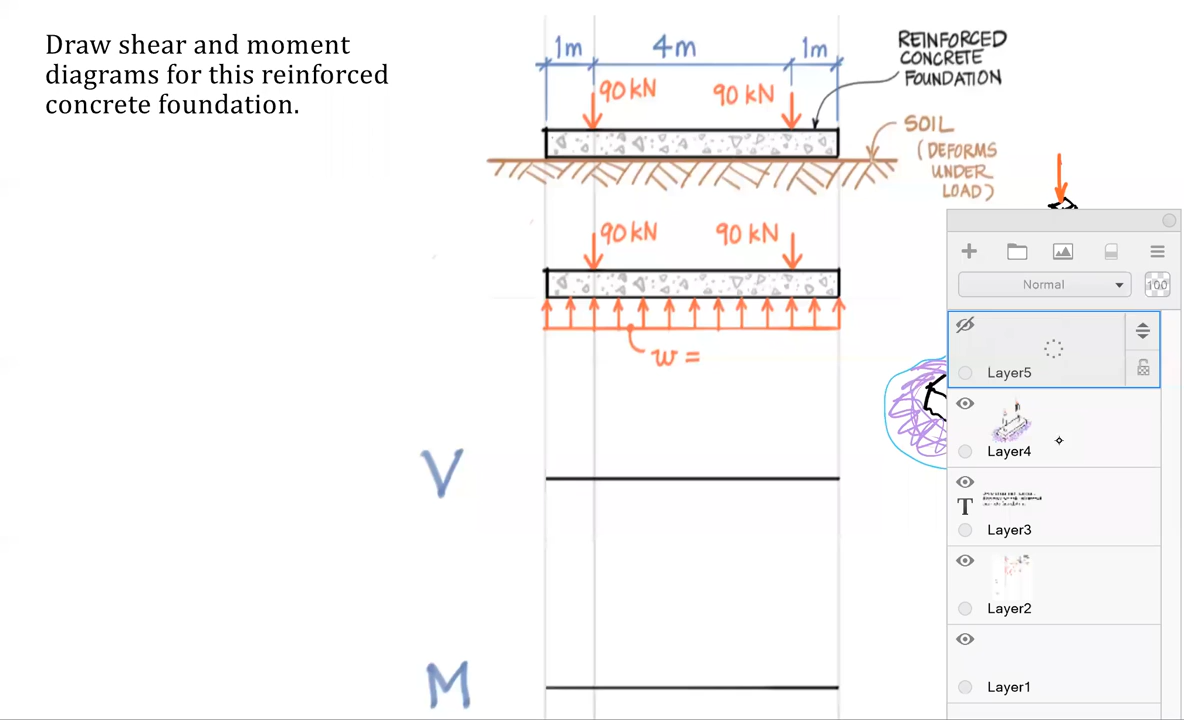 Draw shear and moment
diagrams for this reinforced
concrete foundation.
1m
4m
1m
REINFORCED
CONCRETE
FOUNDATION
90 kN
90 kN
SOIL
(DEFORMS
UNDER
LOAD)
90 kN
90 kN
w =
V
M
Normal
100
Layer5
Layer4
T
Layer3
Layer2
Layer1